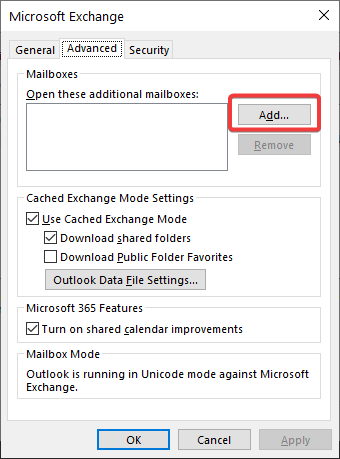 Microsoft Exchange
General Advanced Security
Mailboxes
Open these additional mailboxes:
Add...
Remove
Cached Exchange Mode Settings
Use Cached Exchange Mode
Download shared folders
Download Public Folder Favorites
Outlook Data File Settings...
Microsoft 365 Features
Turn on shared calendar improvements
Mailbox Mode
Outlook is running in Unicode mode against Microsoft
Exchange.
OK Cancel Apply